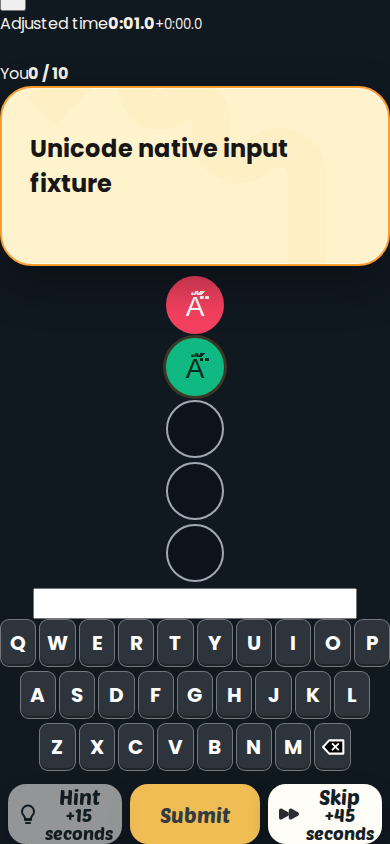 Adjusted time0:01.0+0:00.0
You0 / 10
Unicode native input
fixture
Q W E R T Y U I O P
A S D F G H J K L
Z X C V B N M
Hint
+15
seconds
Submit
Skip
+45
seconds